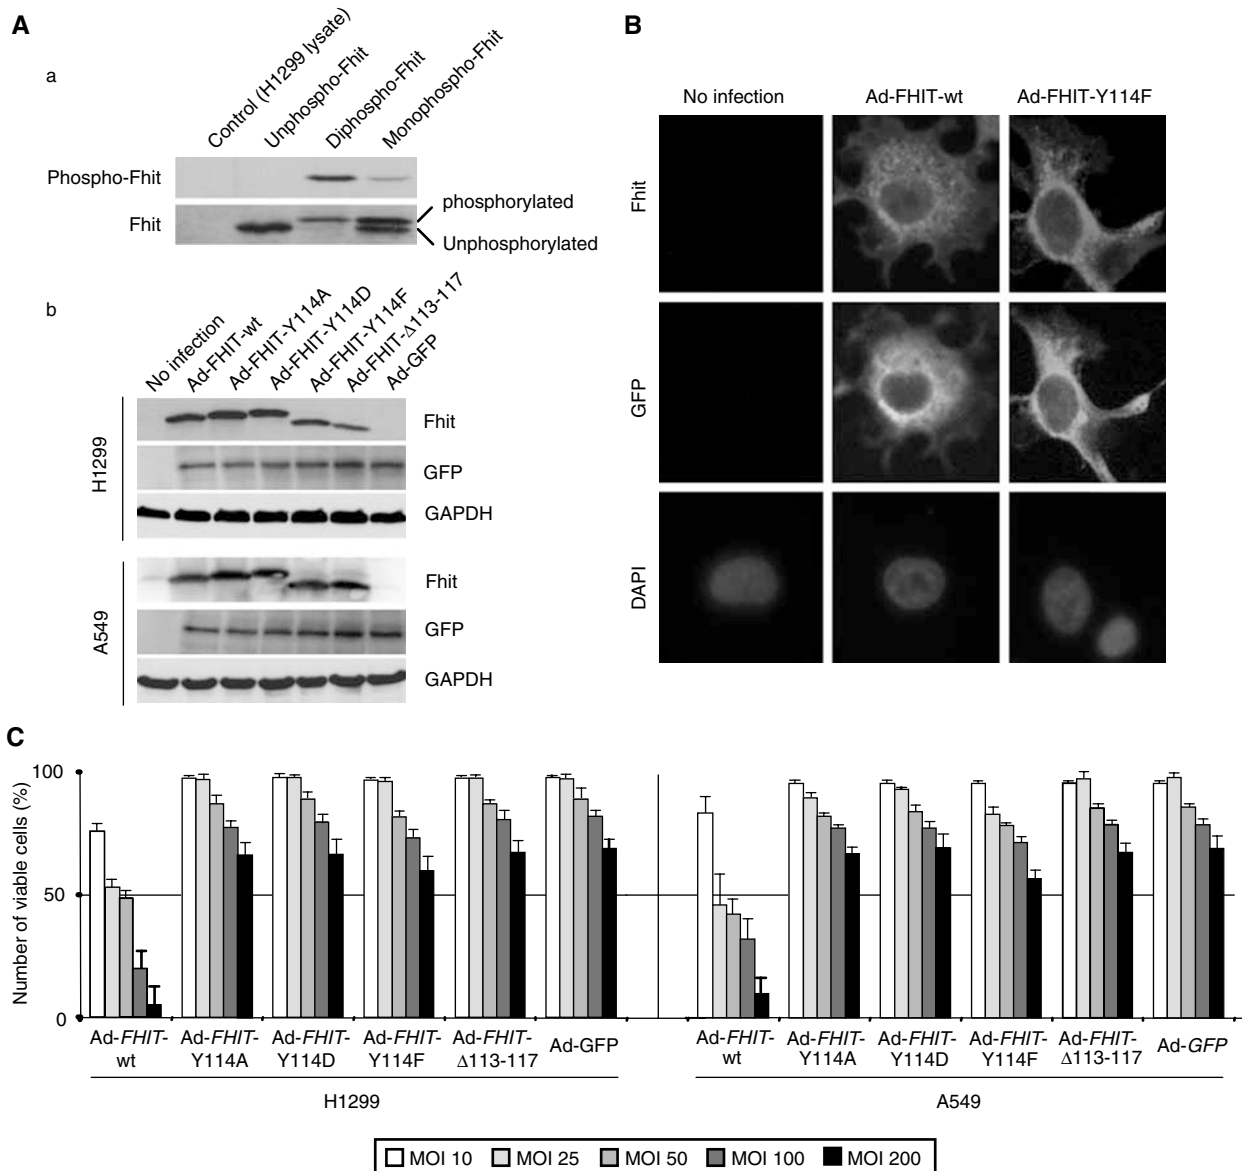 A
a
Control (H1299 lysate)
Unphospho-Fhit
Diphospho-Fhit
Monophospho-Fhit
Phospho-Fhit
Fhit
phosphorylated
Unphosphorylated
b
No infection
Ad-FHIT-wt
Ad-FHIT-Y114A
Ad-FHIT-Y114D
Ad-FHIT-Y114F
Ad-FHIT-Δ113-117
Ad-GFP
H1299
Fhit
GFP
GAPDH
A549
Fhit
GFP
GAPDH
B
No infection
Ad-FHIT-wt
Ad-FHIT-Y114F
Fhit
GFP
DAPI
C
Number of viable cells (%)
100
50
0
Ad-FHIT-wt
Ad-FHIT-Y114A
Ad-FHIT-Y114D
Ad-FHIT-Y114F
Ad-FHIT-Δ113-117
Ad-GFP
H1299
Ad-FHIT-wt
Ad-FHIT-Y114A
Ad-FHIT-Y114D
Ad-FHIT-Y114F
Ad-FHIT-Δ113-117
Ad-GFP
A549
MOI 10 MOI 25 MOI 50 MOI 100 MOI 200